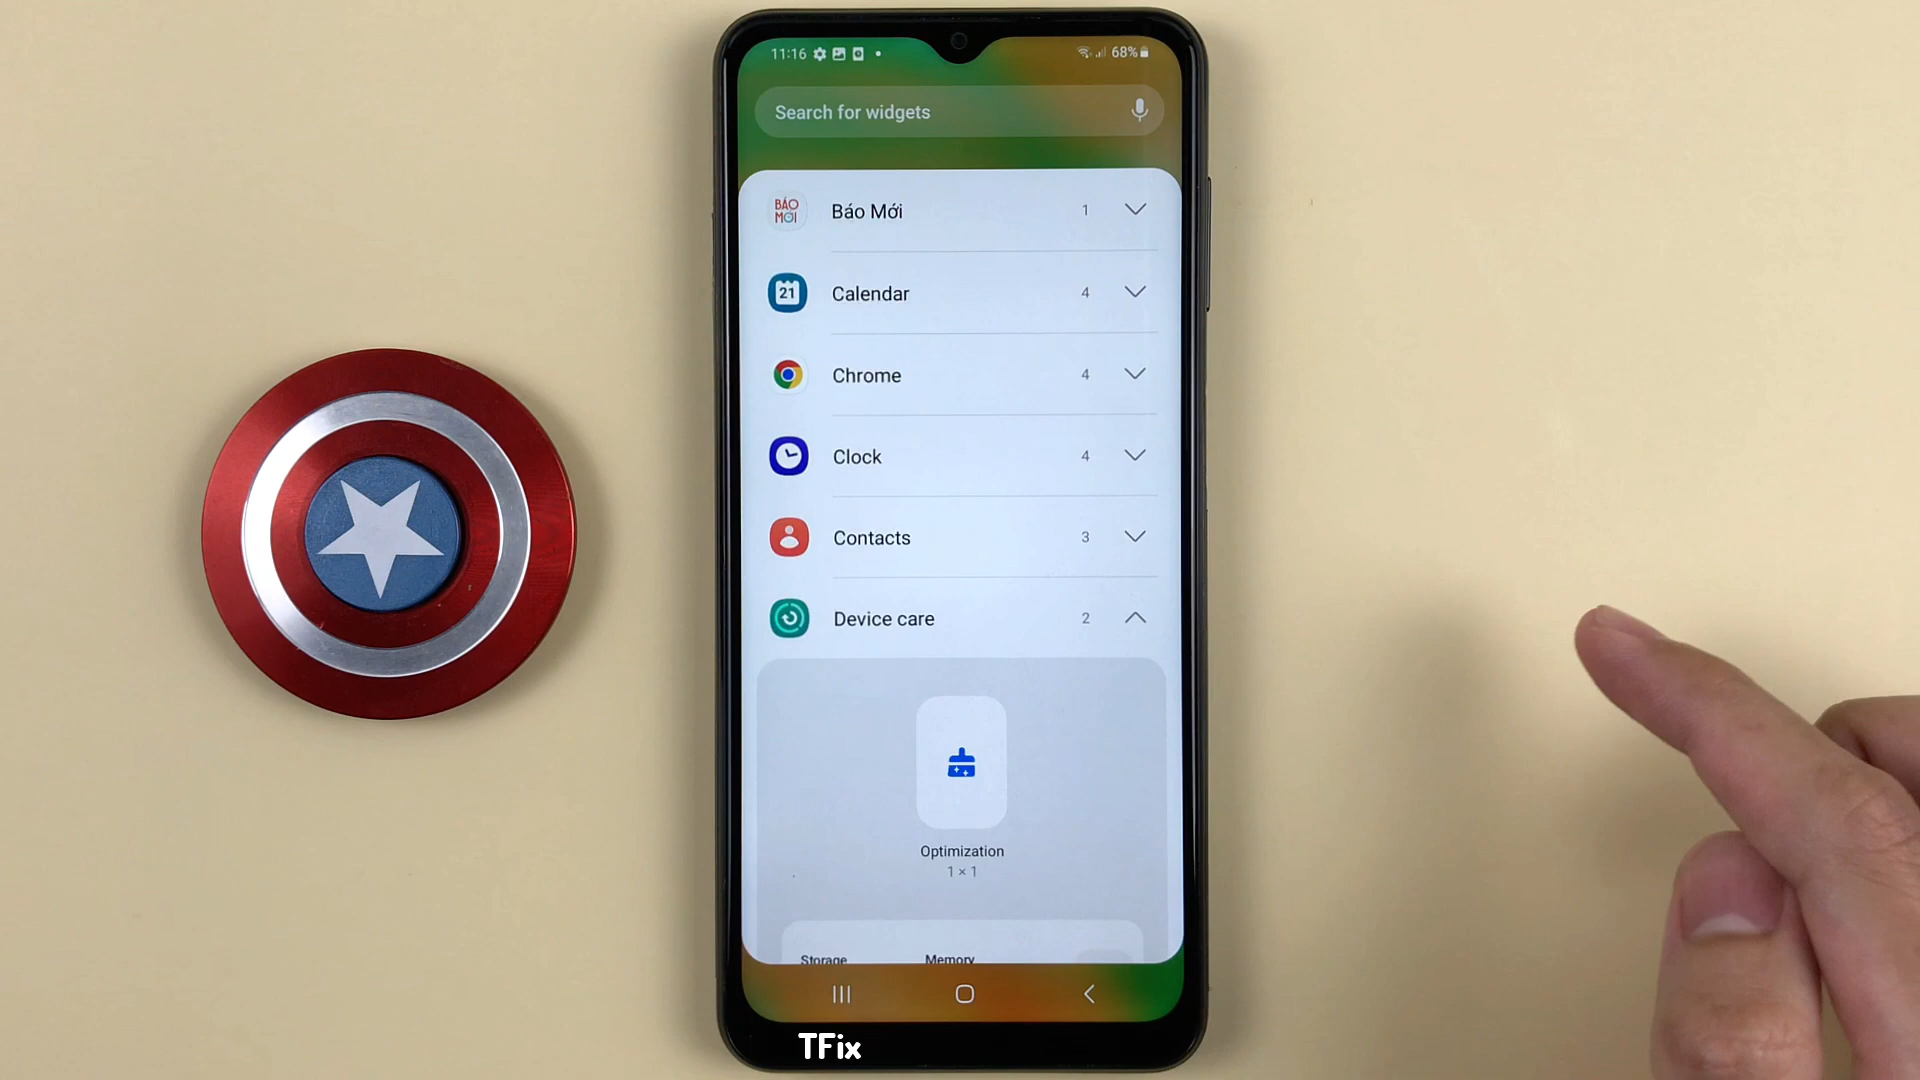 11:16
68%
Search for widgets
BÁO MỚI
Báo Mới 1
21
Calendar 4
Chrome 4
Clock 4
Contacts 3
Device care 2
Optimization
1 × 1
Storage Memory
TFix